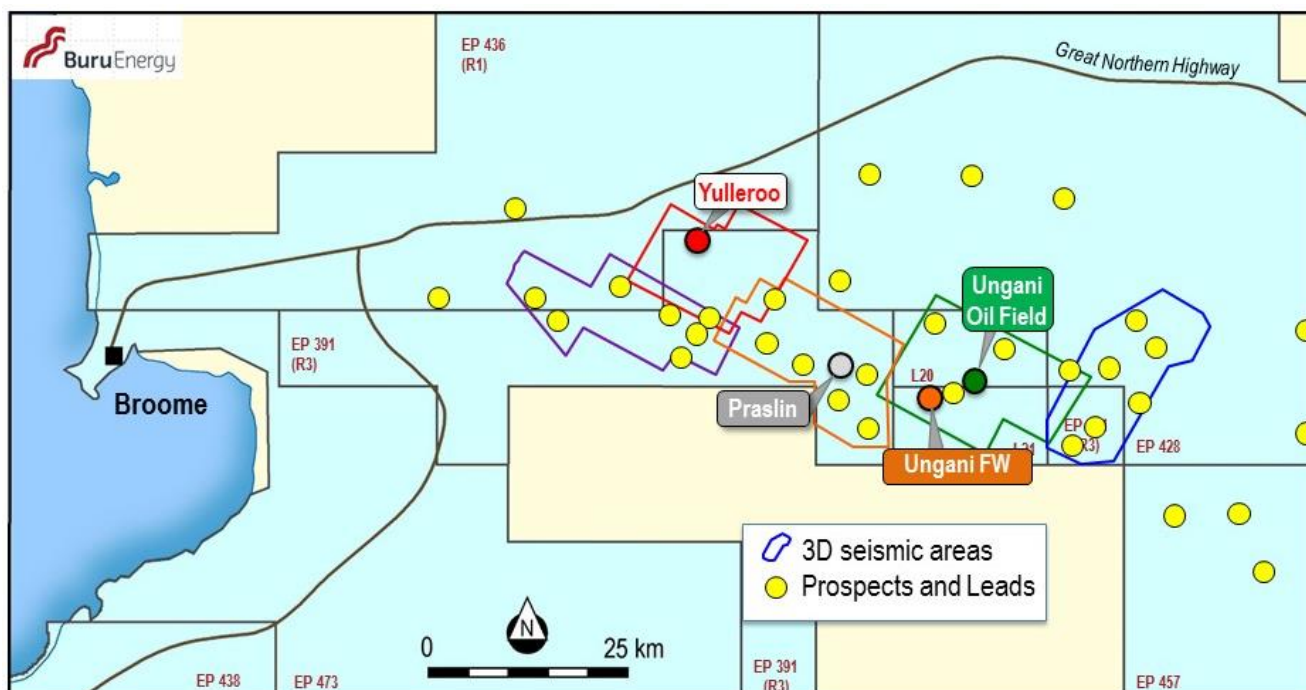 BuruEnergy
EP 436
(R1)
Great Northern Highway
Yulleroo
Ungani
Oil Field
EP 391
(R3)
L20
Broome
Praslin
EP
(R3)
EP 428
Ungani FW
3D seismic areas
Prospects and Leads
N
0
25 km
EP 391
(R3)
EP 438
EP 473
EP 457